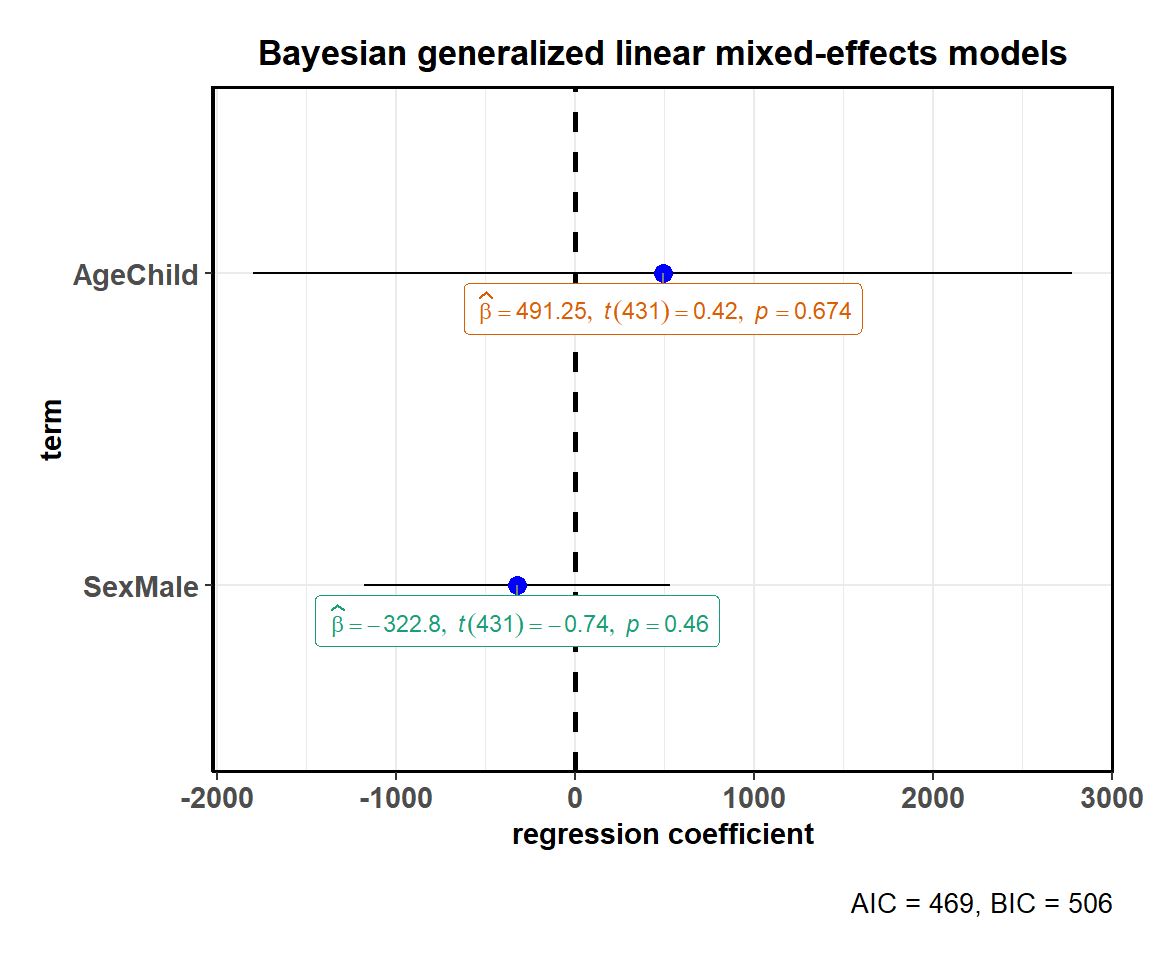 Bayesian generalized linear mixed-effects models
AgeChild
β̂ = 491.25, t(431) = 0.42, p = 0.674
term
SexMale
β̂ = −322.8, t(431) = −0.74, p = 0.46
-2000 -1000 0 1000 2000 3000
regression coefficient
AIC = 469, BIC = 506